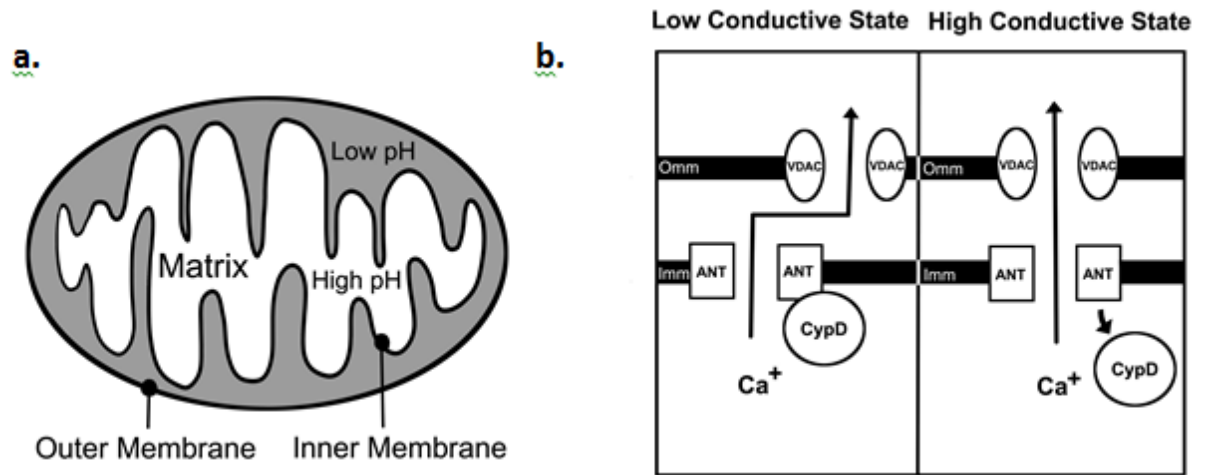 a.
Low pH
Matrix
High pH
Outer Membrane
Inner Membrane
b.
Low Conductive State
High Conductive State
VDAC
VDAC
Omm
Imm
ANT
ANT
CypD
Ca+
VDAC
VDAC
Omm
Imm
ANT
ANT
CypD
Ca+